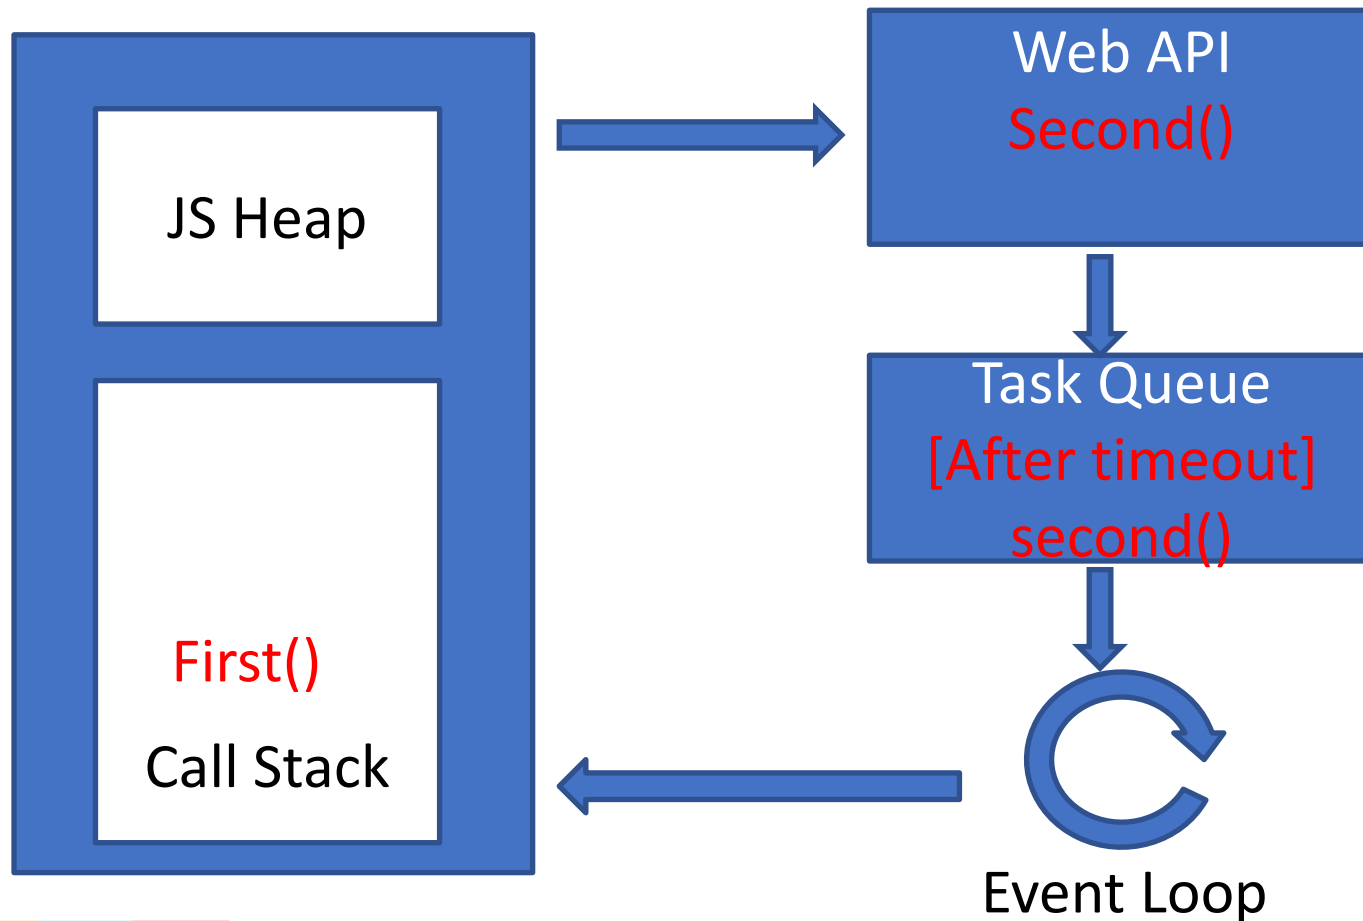 JS Heap
First()
Call Stack
Web API
Second()
Task Queue
[After timeout]
second()
Event Loop